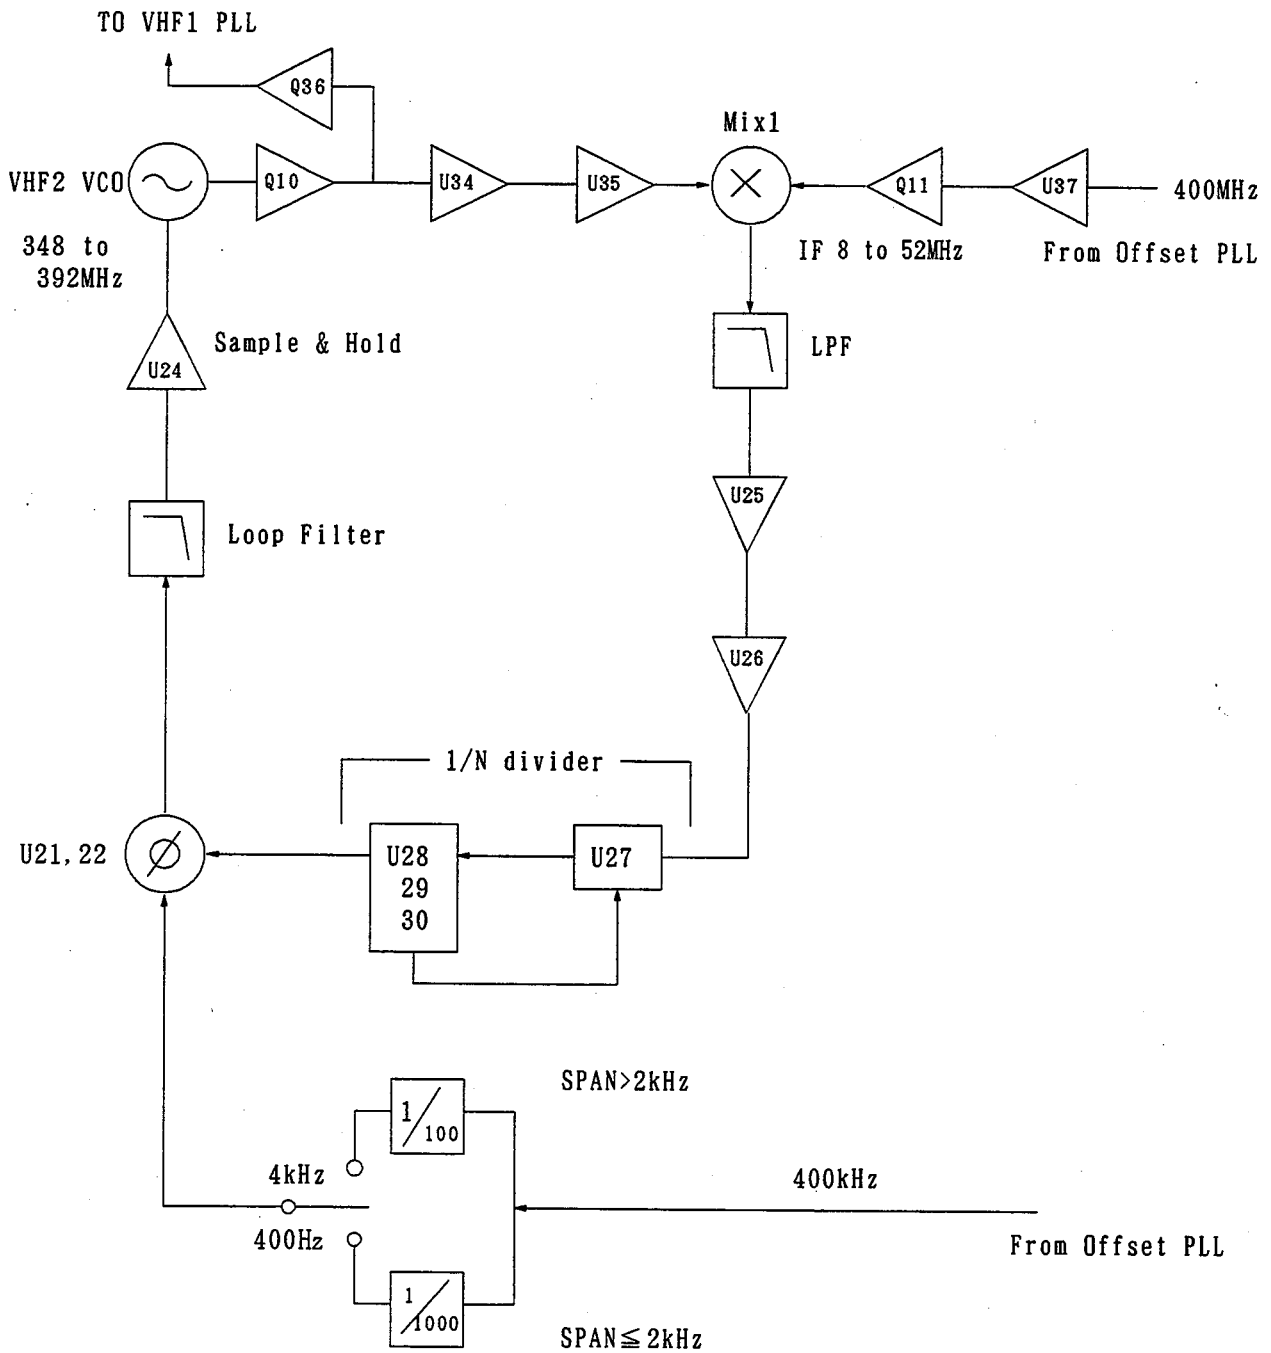 TO VHF1 PLL
Q36
Mix1
VHF2 VCO
Q10
U34
U35
Q11
U37
400MHz
348 to
392MHz
IF 8 to 52MHz
From Offset PLL
Sample & Hold
U24
LPF
U25
Loop Filter
U26
1/N divider
U21,22
U28
29
30
U27
SPAN>2kHz
1/100
4kHz
400kHz
400Hz
From Offset PLL
1/1000
SPAN≦2kHz